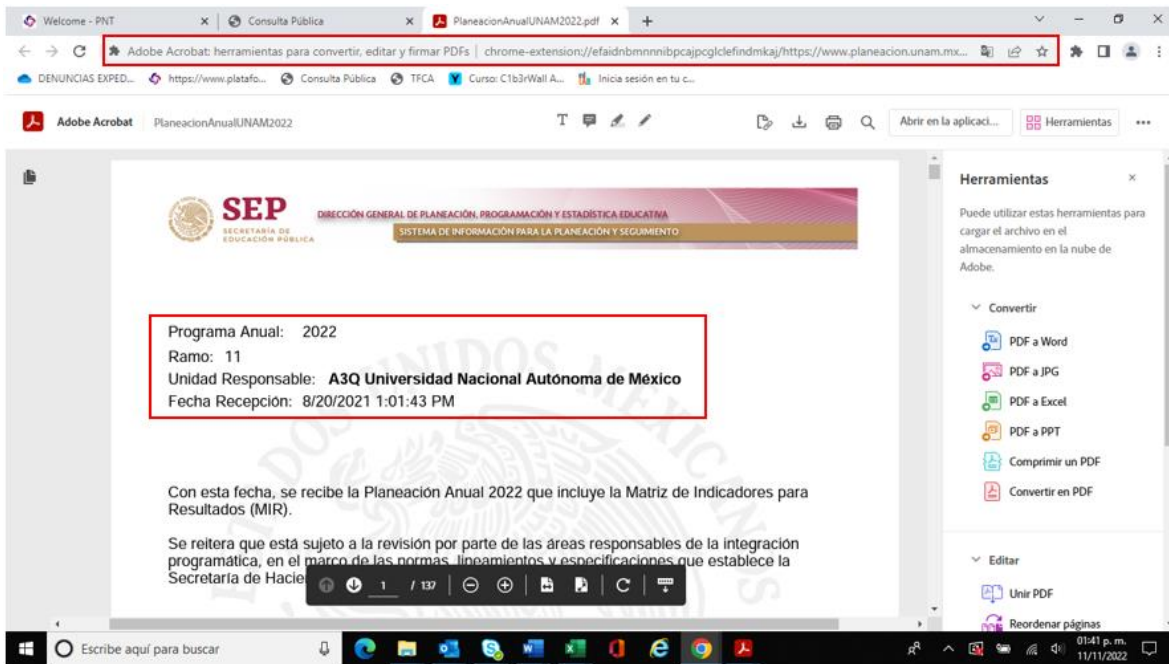 Welcome - PNT
Consulta Pública
PlaneacionAnualUNAM2022.pdf
Adobe Acrobat: herramientas para convertir, editar y firmar PDFs | chrome-extension://efaidnbmnnnibpcajpcglclefindmkaj/https://www.planeacion.unam.mx...
DENUNCIAS EXPED...
https://www.platafo...
Consulta Pública
TFCA
Curso: C1b3rWall A...
Inicia sesión en tu c...
Adobe Acrobat
PlaneacionAnualUNAM2022
Abrir en la aplicaci...
Herramientas
SEP
SECRETARÍA DE
EDUCACIÓN PÚBLICA
DIRECCIÓN GENERAL DE PLANEACIÓN, PROGRAMACIÓN Y ESTADÍSTICA EDUCATIVA
SISTEMA DE INFORMACIÓN PARA LA PLANEACIÓN Y SEGUIMIENTO
Programa Anual: 2022
Ramo: 11
Unidad Responsable: A3Q Universidad Nacional Autónoma de México
Fecha Recepción: 8/20/2021 1:01:43 PM
Con esta fecha, se recibe la Planeación Anual 2022 que incluye la Matriz de Indicadores para
Resultados (MIR).
Se reitera que está sujeto a la revisión por parte de las áreas responsables de la integración
programática, en el marco de las normas, lineamientos y especificaciones que establece la
Secretaría de Hacie
1 / 137
Herramientas
Puede utilizar estas herramientas para
cargar el archivo en el
almacenamiento en la nube de
Adobe.
Convertir
PDF a Word
PDF a JPG
PDF a Excel
PDF a PPT
Comprimir un PDF
Convertir en PDF
Editar
Unir PDF
Reordenar páginas
Escribe aquí para buscar
01:41 p. m.
11/11/2022